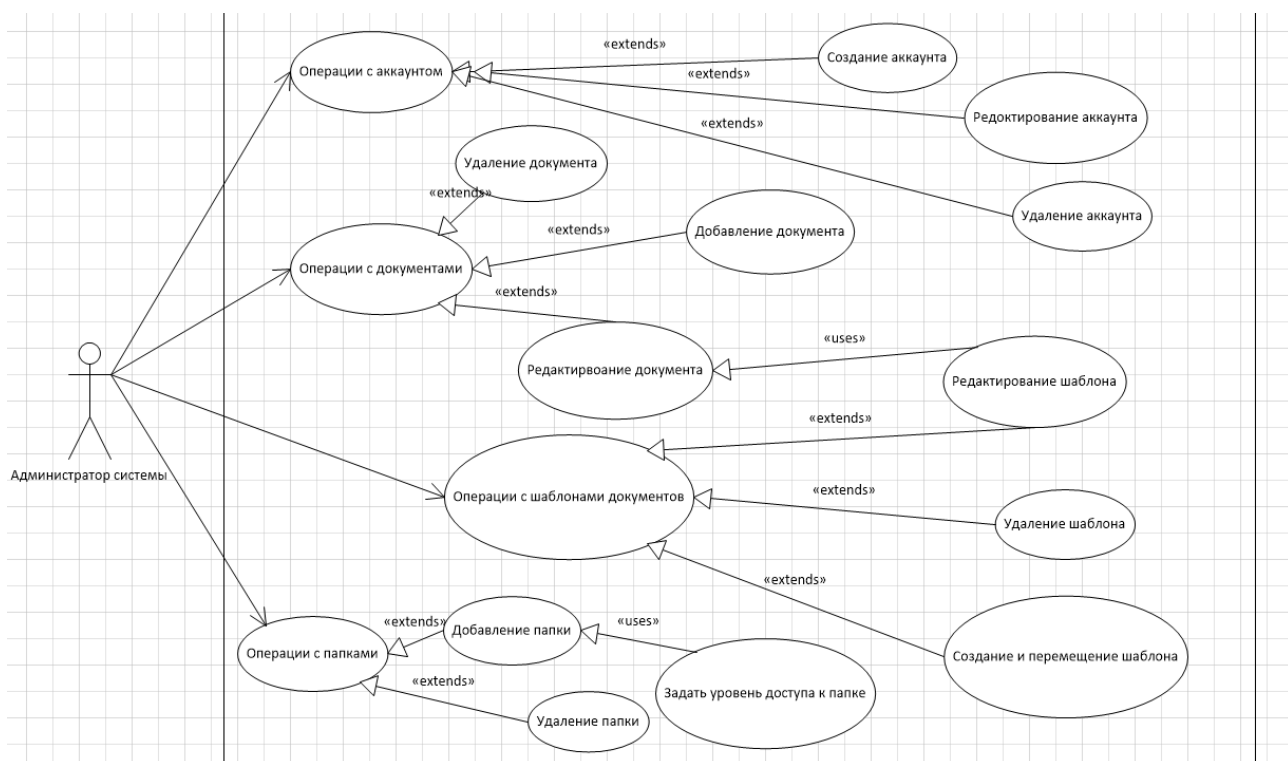 «extends»
Операции с аккаунтом
Создание аккаунта
«extends»
Редоктирование аккаунта
«extends»
Удаление документа
«extends»
Удаление аккаунта
«extends»
Добавление документа
Операции с документами
«extends»
«uses»
Редактирвоание документа
Редактирование шаблона
«extends»
Администратор системы
«extends»
Операции с шаблонами документов
Удаление шаблона
«extends»
«extends»
«uses»
Добавление папки
Операции с папками
Создание и перемещение шаблона
«extends»
Задать уровень доступа к папке
Удаление папки